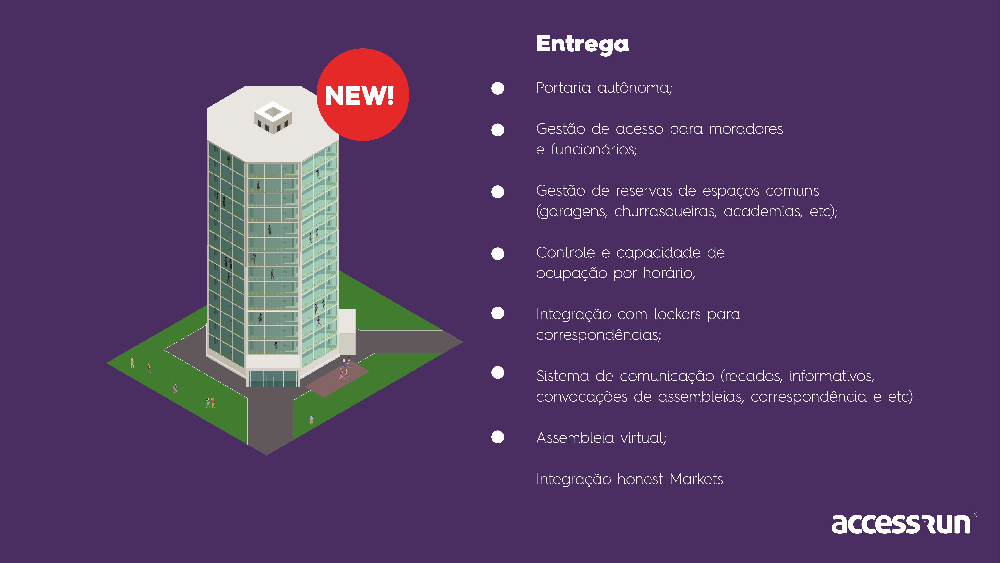 Entrega
NEW!
Portaria autônoma;
Gestão de acesso para moradores
e funcionários;
Gestão de reservas de espaços comuns
(garagens, churrasqueiras, academias, etc);
Controle e capacidade de
ocupação por horário;
Integração com lockers para
correspondências;
Sistema de comunicação (recados, informativos,
convocações de assembleias, correspondência e etc)
Assembleia virtual;
Integração honest Markets
accessrun®